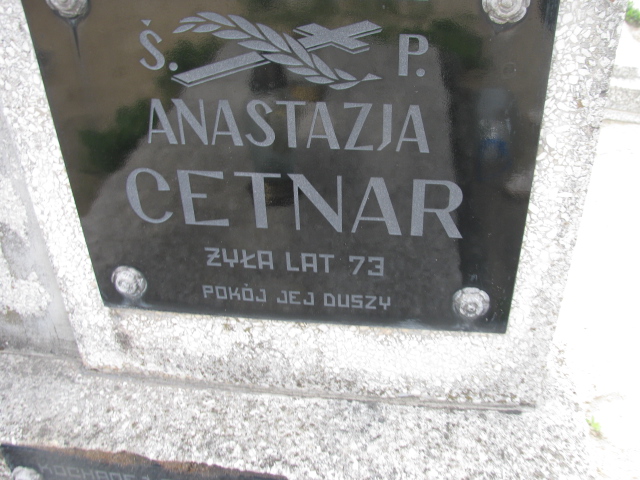 Ś. P.
ANASTAZJA
CETNAR
ŻYŁA LAT 73
POKÓJ JEJ DUSZY